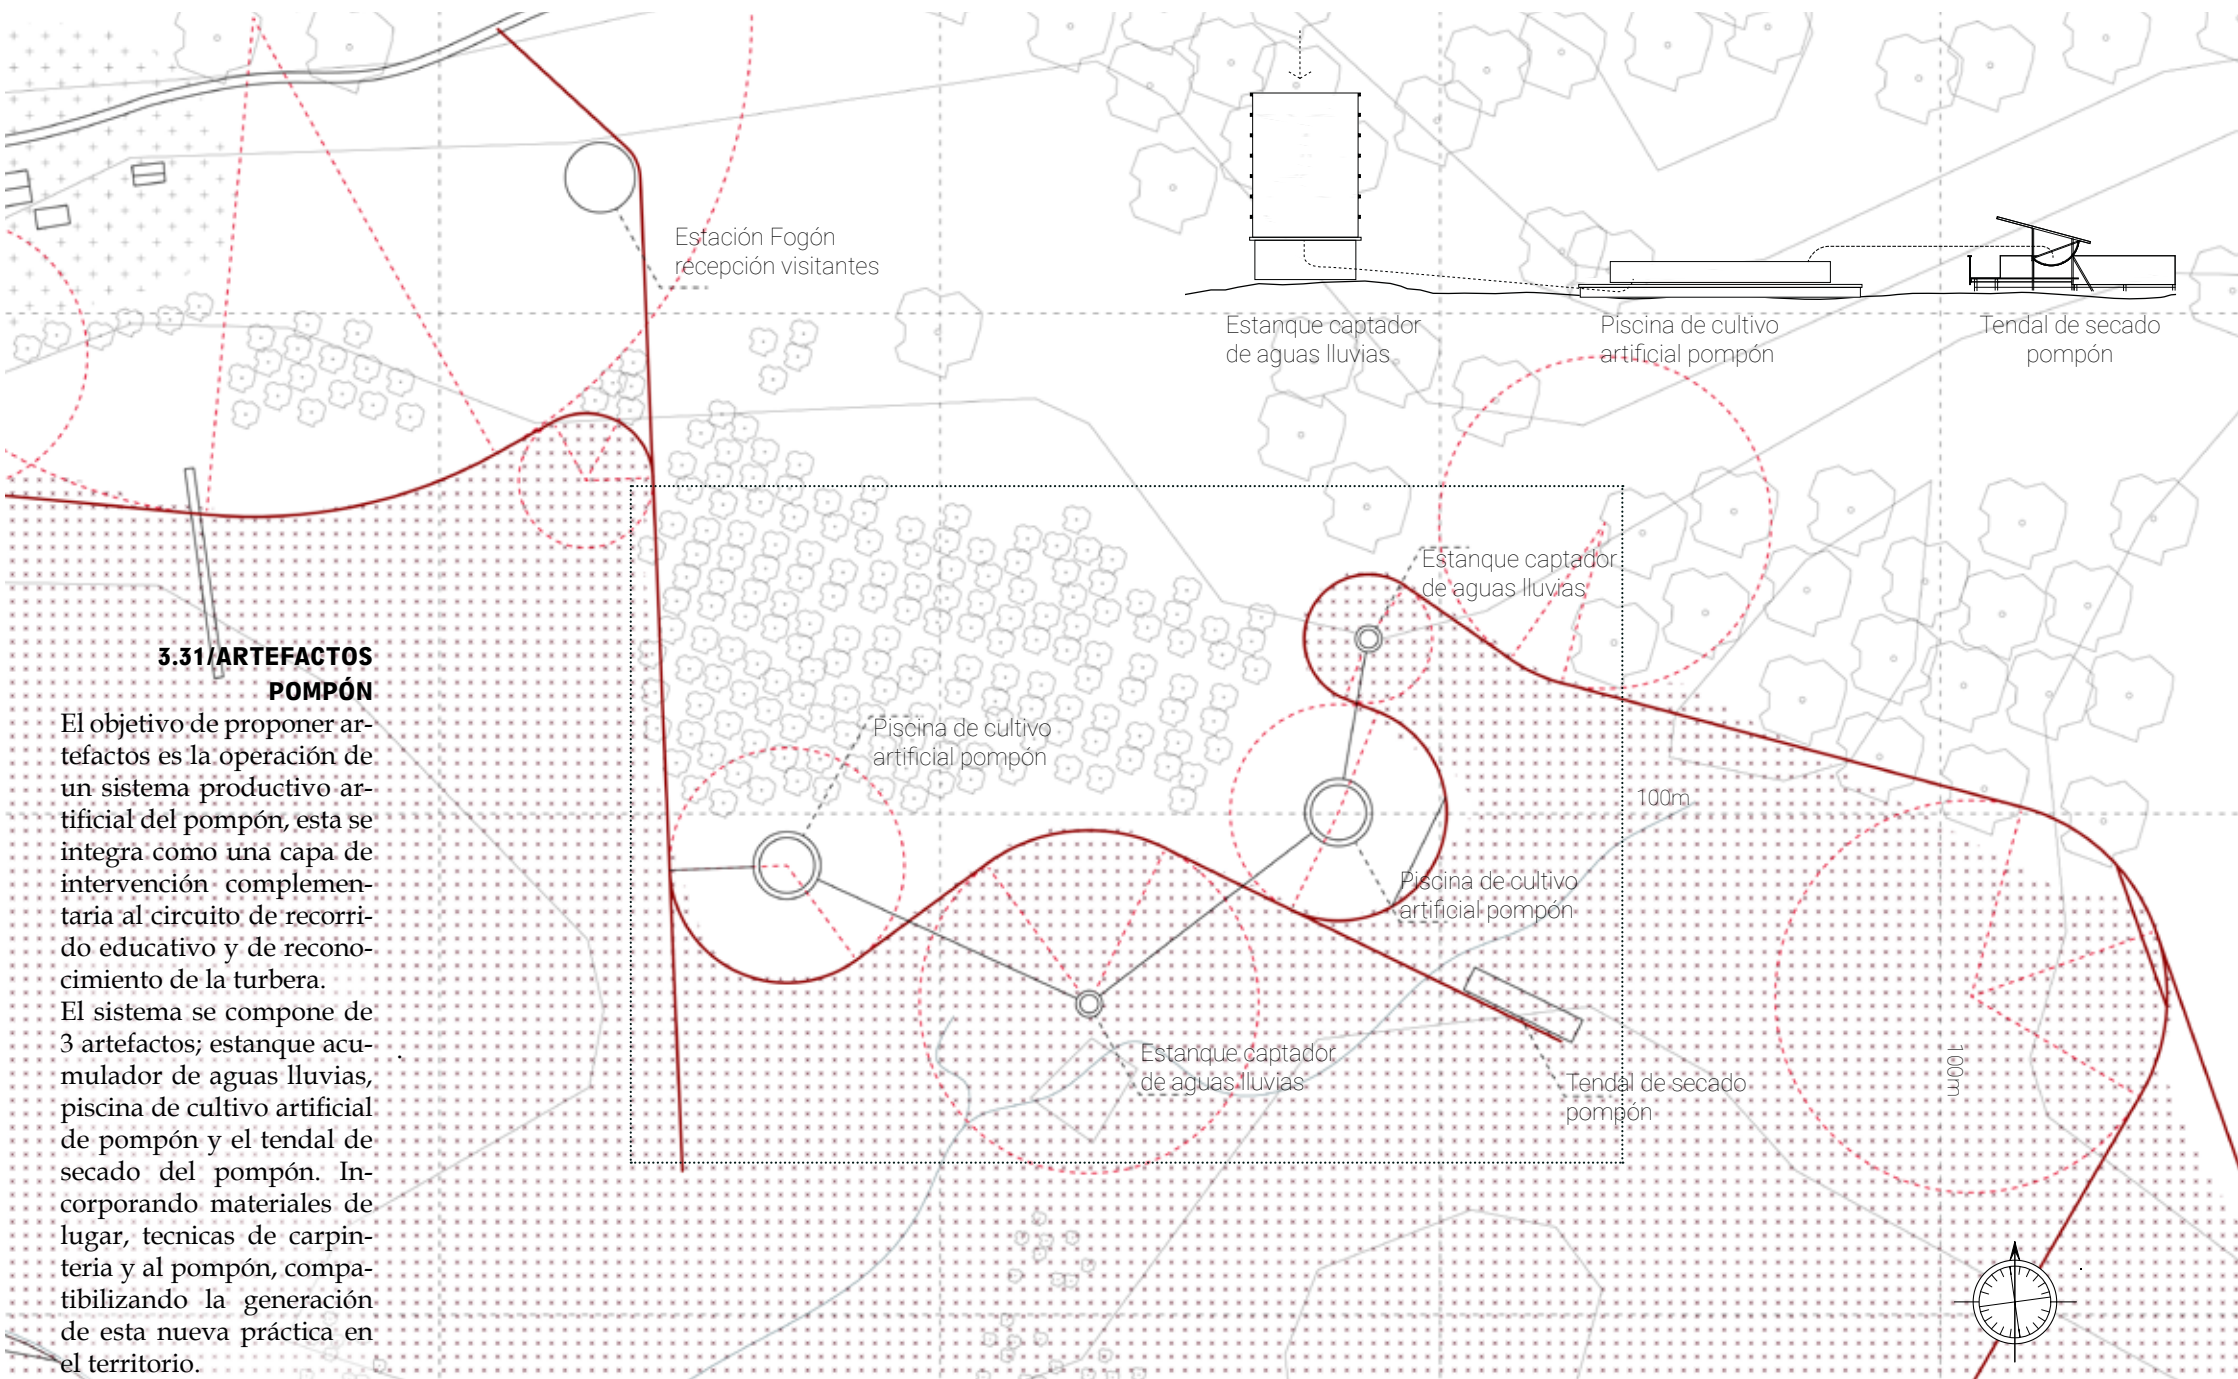 Estación Fogón
recepción visitantes
Estanque captador
de aguas lluvias
Piscina de cultivo
artificial pompón
Tendal de secado
pompón
Estanque captador
de aguas lluvias
Piscina de cultivo
artificial pompón
100m
Piscina de cultivo
artificial pompón
Estanque captador
de aguas lluvias
Tendal de secado
pompón
100m
3.31/ARTEFACTOS
POMPÓN
El objetivo de proponer ar-
tefactos es la operación de
un sistema productivo ar-
tificial del pompón, esta se
integra como una capa de
intervención complemen-
taria al circuito de recorri-
do educativo y de recono-
cimiento de la turbera.
El sistema se compone de
3 artefactos; estanque acu-
mulador de aguas lluvias,
piscina de cultivo artificial
de pompón y el tendal de
secado del pompón. In-
corporando materiales de
lugar, tecnicas de carpin-
teria y al pompón, compa-
tibilizando la generación
de esta nueva práctica en
el territorio.